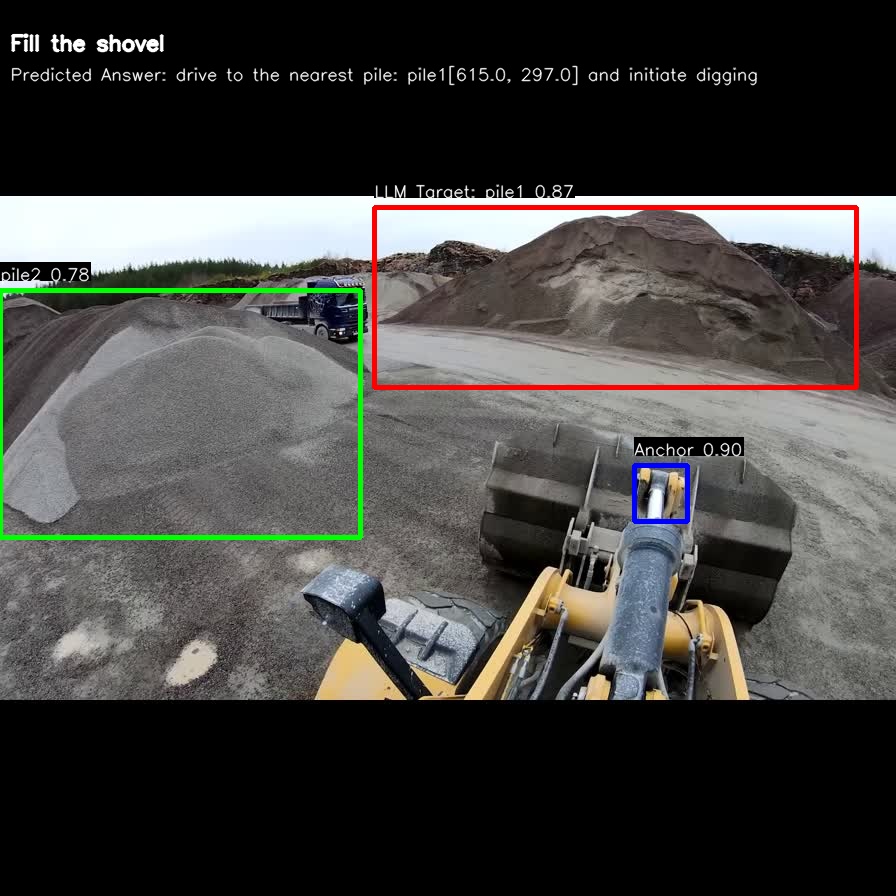 Fill the shovel
Predicted Answer: drive to the nearest pile: pile1[615.0, 297.0] and initiate digging
LLM Target: pile1 0.87
pile2 0.78
Anchor 0.90